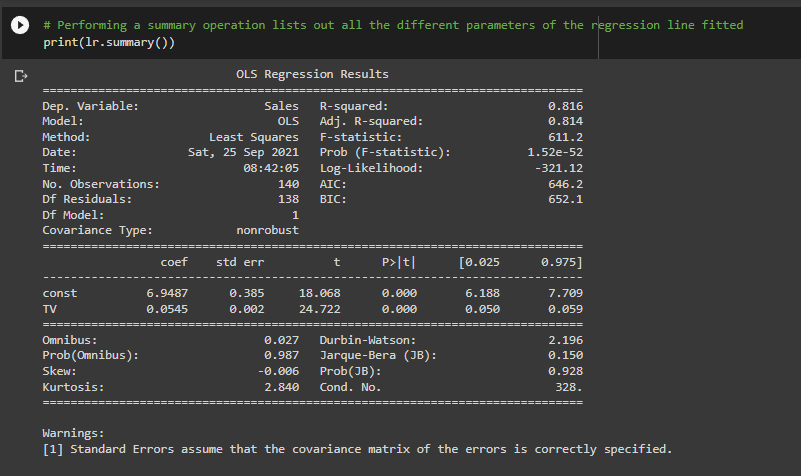 # Performing a summary operation lists out all the different parameters of the regression line fitted
print(lr.summary())
OLS Regression Results
==============================================================================
Dep. Variable:                  Sales   R-squared:                       0.816
Model:                            OLS   Adj. R-squared:                  0.814
Method:                 Least Squares   F-statistic:                     611.2
Date:                Sat, 25 Sep 2021   Prob (F-statistic):           1.52e-52
Time:                        08:42:05   Log-Likelihood:                -321.12
No. Observations:                 140   AIC:                             646.2
Df Residuals:                     138   BIC:                             652.1
Df Model:                           1
Covariance Type:            nonrobust
==============================================================================
                 coef    std err          t      P>|t|      [0.025      0.975]
------------------------------------------------------------------------------
const          6.9487      0.385     18.068      0.000       6.188       7.709
TV             0.0545      0.002     24.722      0.000       0.050       0.059
==============================================================================
Omnibus:                        0.027   Durbin-Watson:                   2.196
Prob(Omnibus):                  0.987   Jarque-Bera (JB):                0.150
Skew:                          -0.006   Prob(JB):                        0.928
Kurtosis:                       2.840   Cond. No.                         328.
==============================================================================
Warnings:
[1] Standard Errors assume that the covariance matrix of the errors is correctly specified.